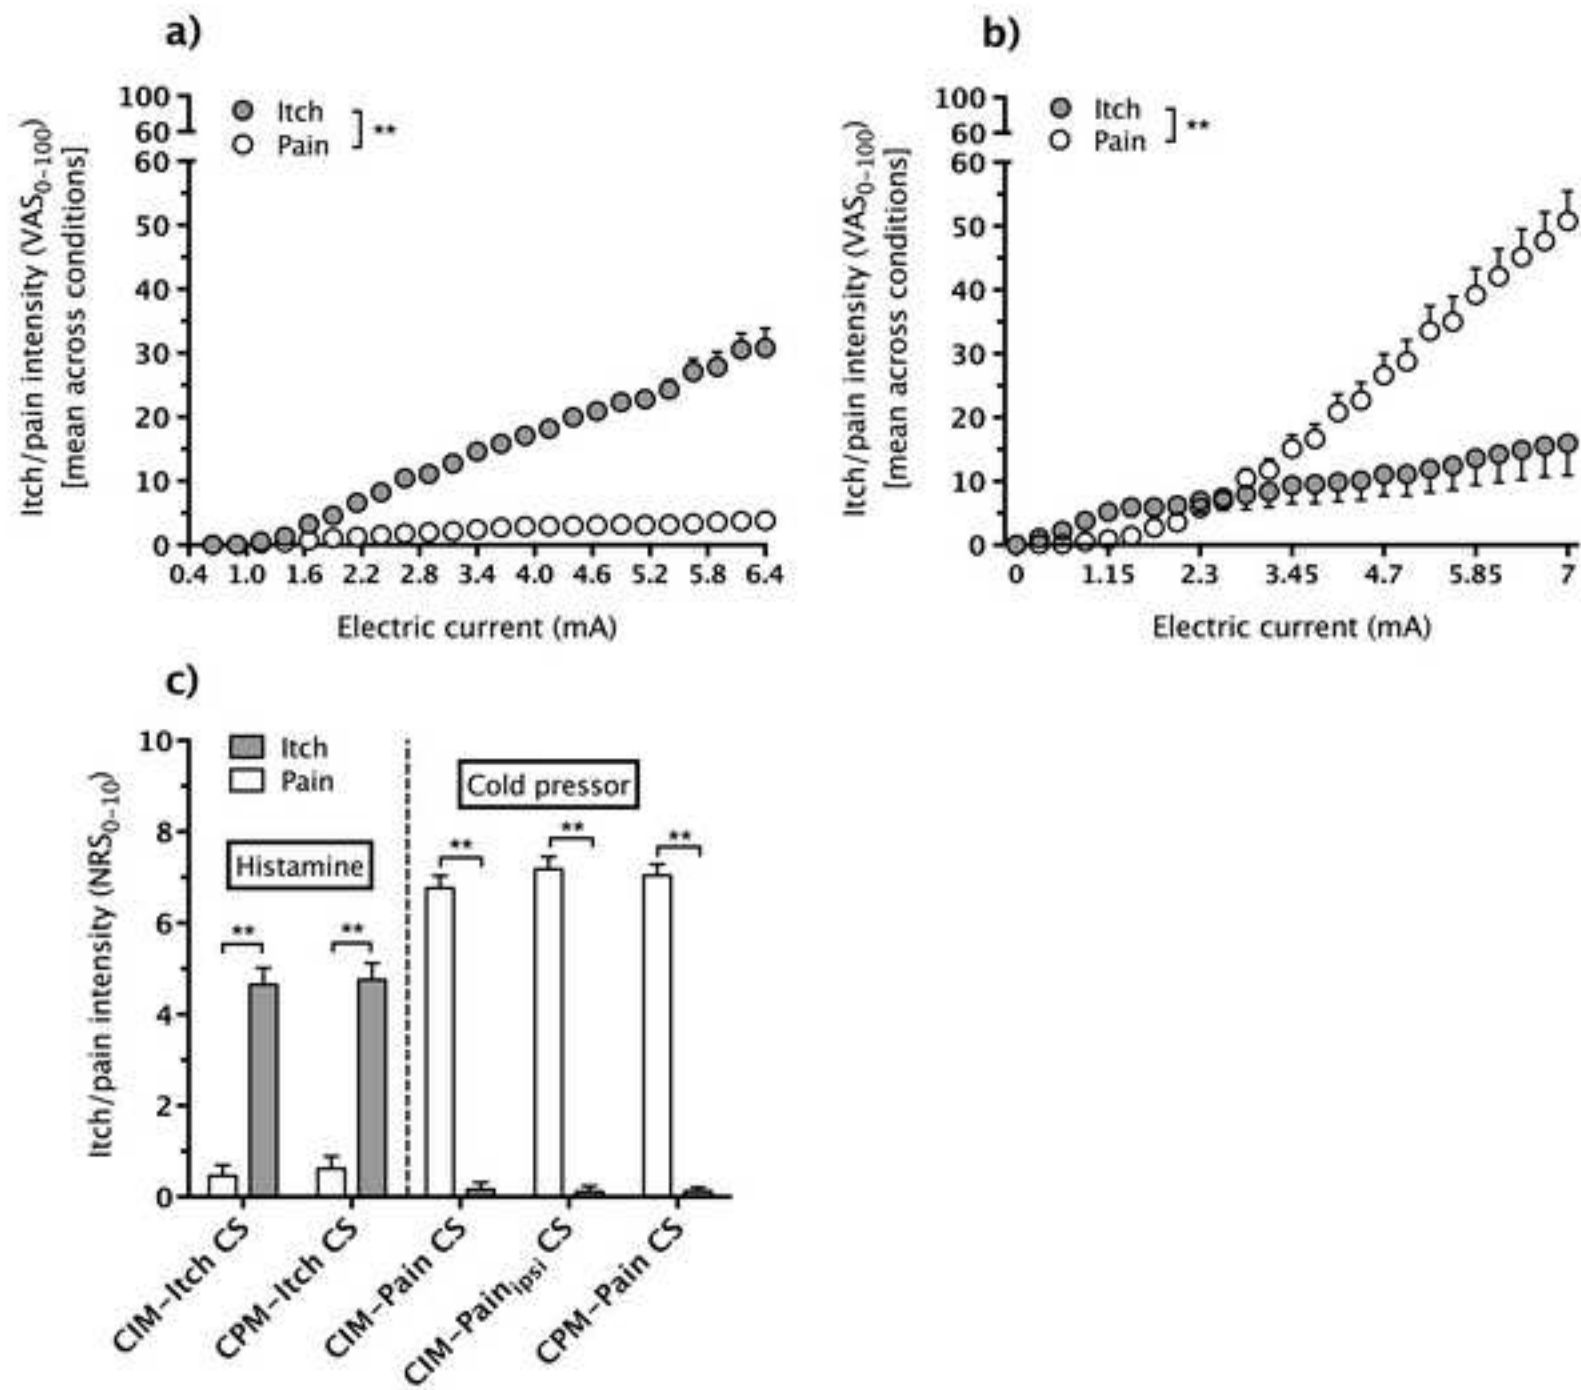 a)
Itch/pain intensity (VAS0-100)
[mean across conditions]
100
60
60
50
40
30
20
10
0
Itch
Pain
**
0.4 1.0 1.6 2.2 2.8 3.4 4.0 4.6 5.2 5.8 6.4
Electric current (mA)
b)
Itch/pain intensity (VAS0-100)
[mean across conditions]
100
60
60
50
40
30
20
10
0
Itch
Pain
**
0 1.15 2.3 3.45 4.7 5.85 7
Electric current (mA)
c)
Itch/pain intensity (NRS0-10)
10
8
6
4
2
0
Itch
Pain
Histamine
Cold pressor
**
**
**
**
**
CIM-Itch CS
CPM-Itch CS
CIM-Pain CS
CIM-Painipsi CS
CPM-Pain CS